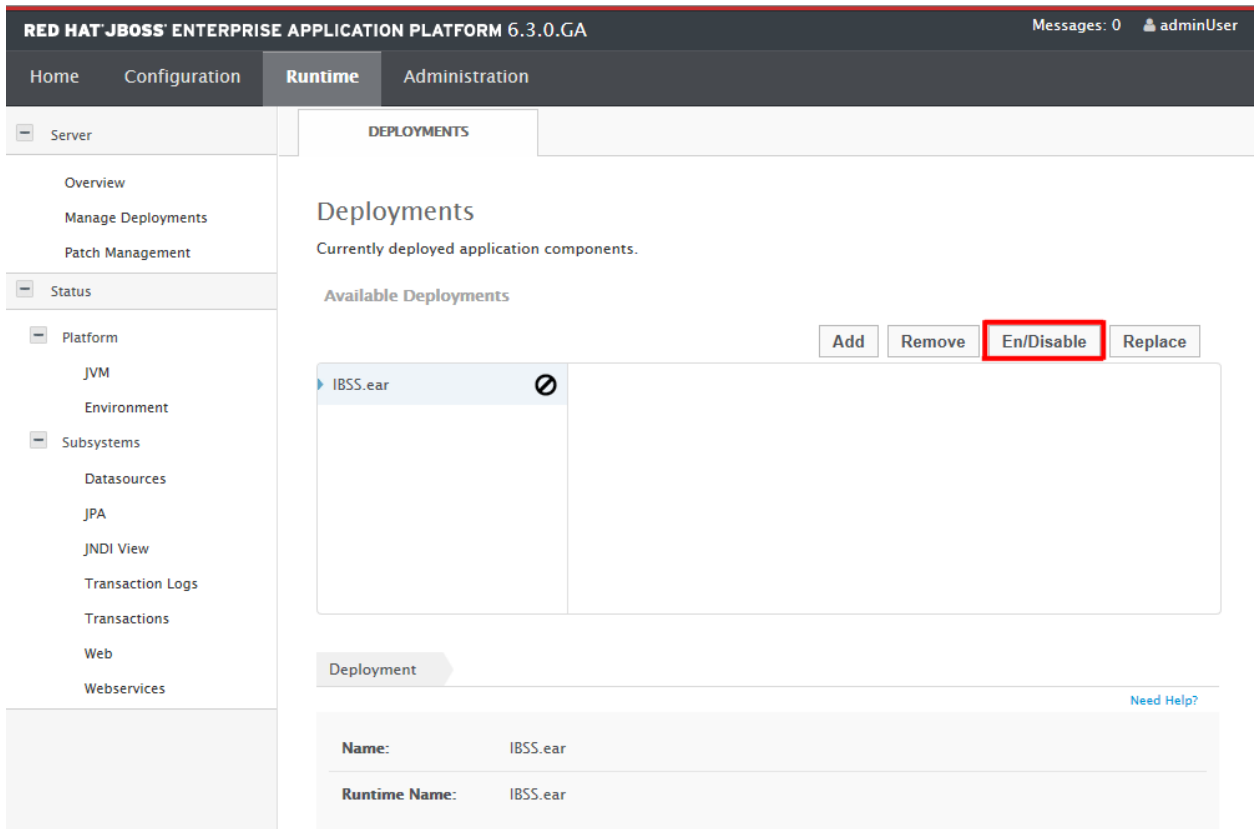 RED HAT JBOSS ENTERPRISE APPLICATION PLATFORM 6.3.0.GA
Messages: 0 adminUser
Home Configuration Runtime Administration
Server
Overview
Manage Deployments
Patch Management
Status
Platform
JVM
Environment
Subsystems
Datasources
JPA
JNDI View
Transaction Logs
Transactions
Web
Webservices
DEPLOYMENTS
Deployments
Currently deployed application components.
Available Deployments
Add Remove En/Disable Replace
IBSS.ear
Deployment
Need Help?
Name: IBSS.ear
Runtime Name: IBSS.ear